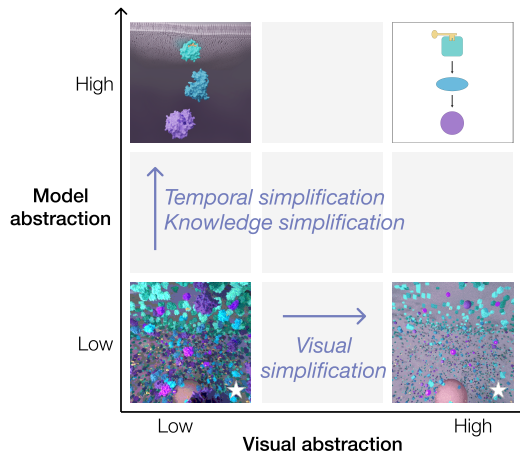 High
Model
abstraction
Temporal simplification
Knowledge simplification
Low
Visual
simplification
Low
High
Visual abstraction